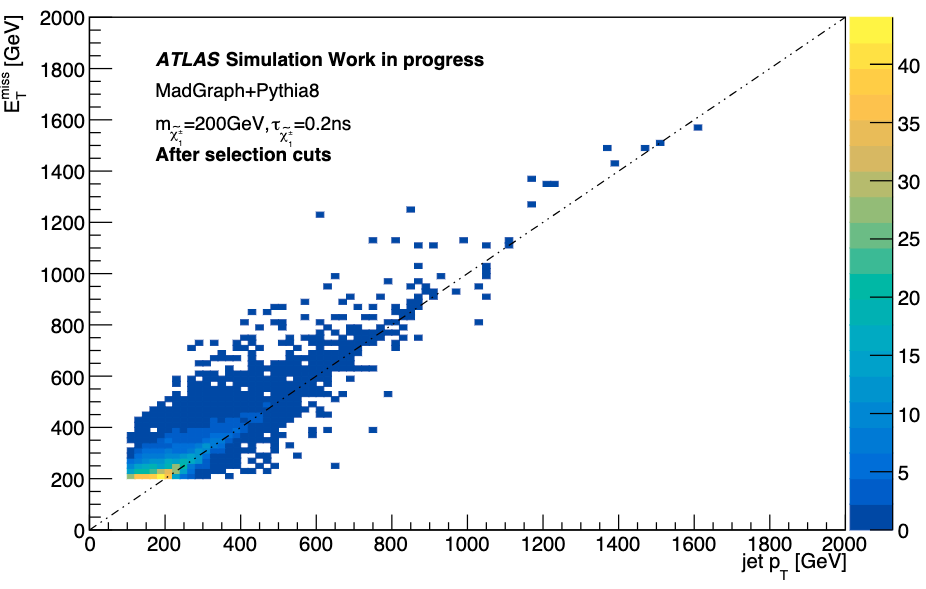 ATLAS Simulation Work in progress
MadGraph+Pythia8
m_χ̃₁±=200GeV, τ_χ̃₁±=0.2ns
After selection cuts
E_T^miss [GeV]
2000
1800
1600
1400
1200
1000
800
600
400
200
0
0 200 400 600 800 1000 1200 1400 1600 1800 2000
jet p_T [GeV]
40
35
30
25
20
15
10
5
0